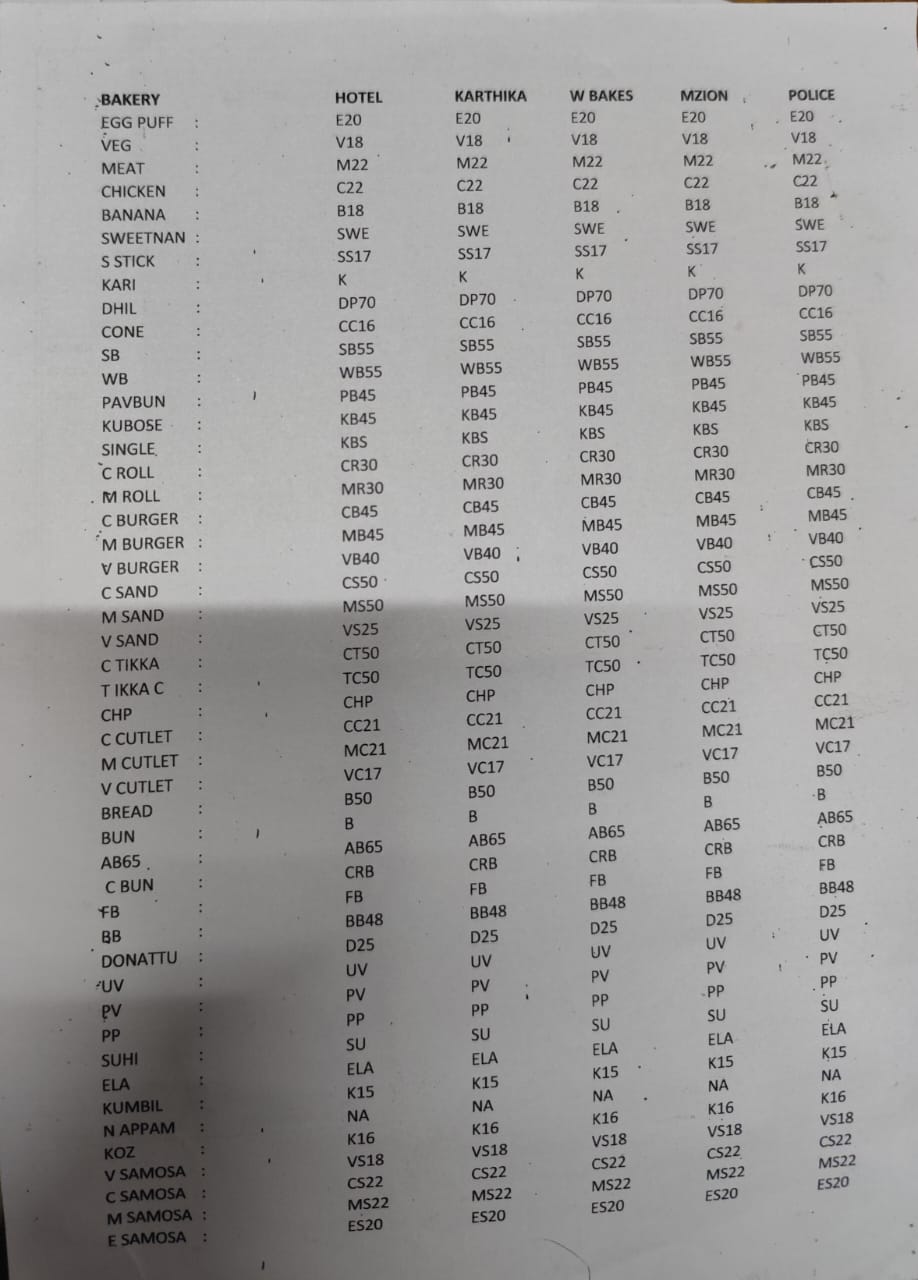 BAKERY HOTEL KARTHIKA W BAKES MZION POLICE
EGG PUFF : E20 E20 E20 E20 E20
VEG : V18 V18 V18 V18 V18
MEAT : M22 M22 M22 M22 M22
CHICKEN : C22 C22 C22 C22 C22
BANANA : B18 B18 B18 B18 B18
SWEETNAN : SWE SWE SWE SWE SWE
S STICK : SS17 SS17 SS17 SS17 SS17
KARI : K K K K K
DHIL : DP70 DP70 DP70 DP70 DP70
CONE : CC16 CC16 CC16 CC16 CC16
SB : SB55 SB55 SB55 SB55 SB55
WB : WB55 WB55 WB55 WB55 WB55
PAVBUN : PB45 PB45 PB45 PB45 PB45
KUBOSE : KB45 KB45 KB45 KB45 KB45
SINGLE : KBS KBS KBS KBS KBS
C ROLL : CR30 CR30 CR30 CR30 CR30
M ROLL : MR30 MR30 MR30 MR30 MR30
C BURGER : CB45 CB45 CB45 CB45 CB45
M BURGER : MB45 MB45 MB45 MB45 MB45
V BURGER : VB40 VB40 VB40 VB40 VB40
C SAND : CS50 CS50 CS50 CS50 CS50
M SAND : MS50 MS50 MS50 MS50 MS50
V SAND : VS25 VS25 VS25 VS25 VS25
C TIKKA : CT50 CT50 CT50 CT50 CT50
T IKKA C : TC50 TC50 TC50 TC50 TC50
CHP : CHP CHP CHP CHP CHP
C CUTLET : CC21 CC21 CC21 CC21 CC21
M CUTLET : MC21 MC21 MC21 MC21 MC21
V CUTLET : VC17 VC17 VC17 VC17 VC17
BREAD : B50 B50 B50 B50 B50
BUN : B B B B B
AB65 : AB65 AB65 AB65 AB65 AB65
C BUN : CRB CRB CRB CRB CRB
FB : FB FB FB FB FB
BB : BB48 BB48 BB48 BB48 BB48
DONATTU : D25 D25 D25 D25 D25
UV : UV UV UV UV UV
PV : PV PV PV PV PV
PP : PP PP PP PP PP
SUHI : SU SU SU SU SU
ELA : ELA ELA ELA ELA ELA
KUMBIL : K15 K15 K15 K15 K15
N APPAM : NA NA NA NA NA
KOZ : K16 K16 K16 K16 K16
V SAMOSA : VS18 VS18 VS18 VS18 VS18
C SAMOSA : CS22 CS22 CS22 CS22 CS22
M SAMOSA : MS22 MS22 MS22 MS22 MS22
E SAMOSA : ES20 ES20 ES20 ES20 ES20